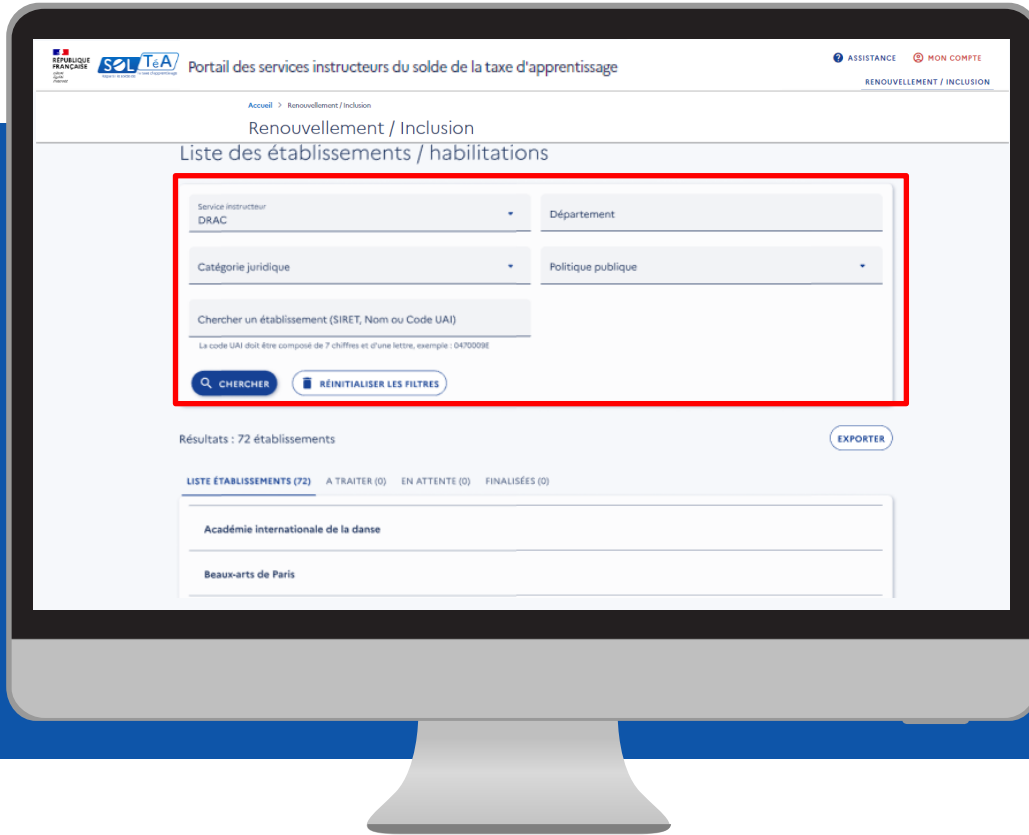 RÉPUBLIQUE
FRANÇAISE
SOLTéA
Portail des services instructeurs du solde de la taxe d'apprentissage
ASSISTANCE
MON COMPTE
RENOUVELLEMENT / INCLUSION
Accueil > Renouvellement / Inclusion
Renouvellement / Inclusion
Liste des établissements / habilitations
Service instructeur
DRAC
Département
Catégorie juridique
Politique publique
Chercher un établissement (SIRET, Nom ou Code UAI)
Le code UAI doit être composé de 7 chiffres et d'une lettre, exemple : 0470009E
CHERCHER
RÉINITIALISER LES FILTRES
Résultats : 72 établissements
EXPORTER
LISTE ÉTABLISSEMENTS (72) A TRAITER (0) EN ATTENTE (0) FINALISÉES (0)
Académie internationale de la danse
Beaux-arts de Paris